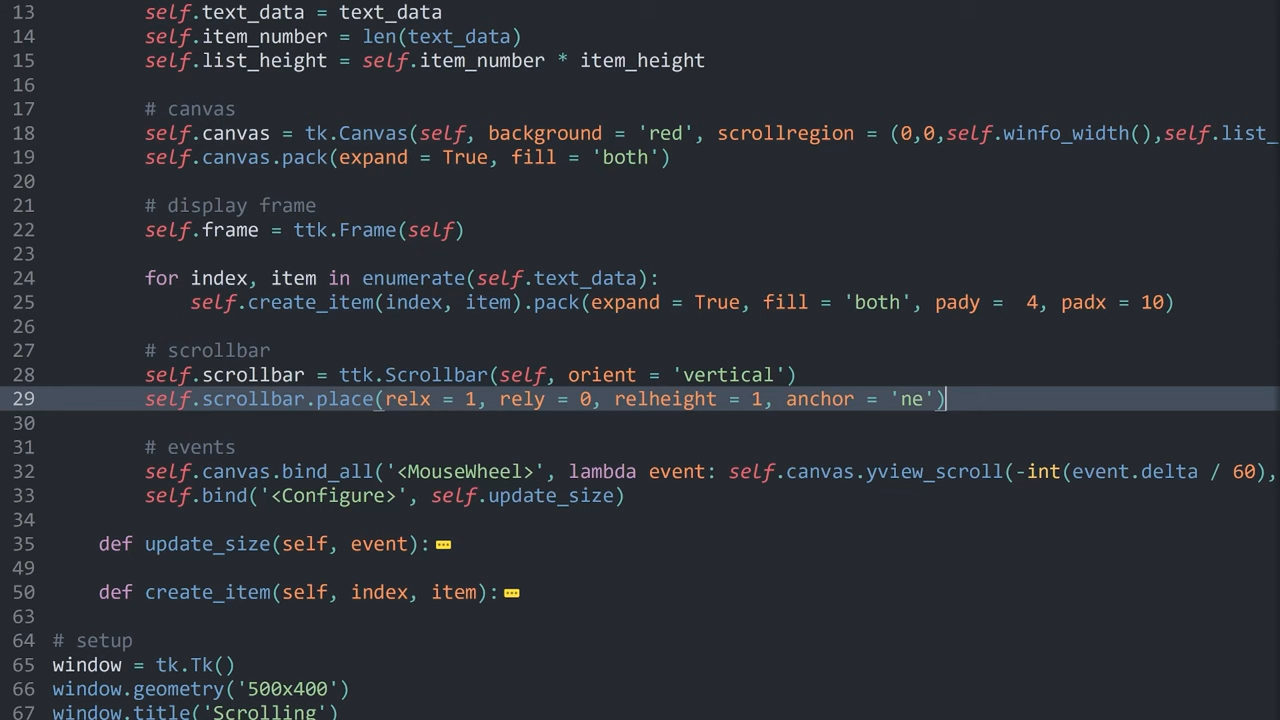 13 self.text_data = text_data
14 self.item_number = len(text_data)
15 self.list_height = self.item_number * item_height
16
17 # canvas
18 self.canvas = tk.Canvas(self, background = 'red', scrollregion = (0,0,self.winfo_width(),self.list_
19 self.canvas.pack(expand = True, fill = 'both')
20
21 # display frame
22 self.frame = ttk.Frame(self)
23
24 for index, item in enumerate(self.text_data):
25 self.create_item(index, item).pack(expand = True, fill = 'both', pady =  4, padx = 10)
26
27 # scrollbar
28 self.scrollbar = ttk.Scrollbar(self, orient = 'vertical')
29 self.scrollbar.place(relx = 1, rely = 0, relheight = 1, anchor = 'ne')
30
31 # events
32 self.canvas.bind_all('<MouseWheel>', lambda event: self.canvas.yview_scroll(-int(event.delta / 60),
33 self.bind('<Configure>', self.update_size)
34
35 def update_size(self, event):
49
50 def create_item(self, index, item):
63
64 # setup
65 window = tk.Tk()
66 window.geometry('500x400')
67 window.title('Scrolling')